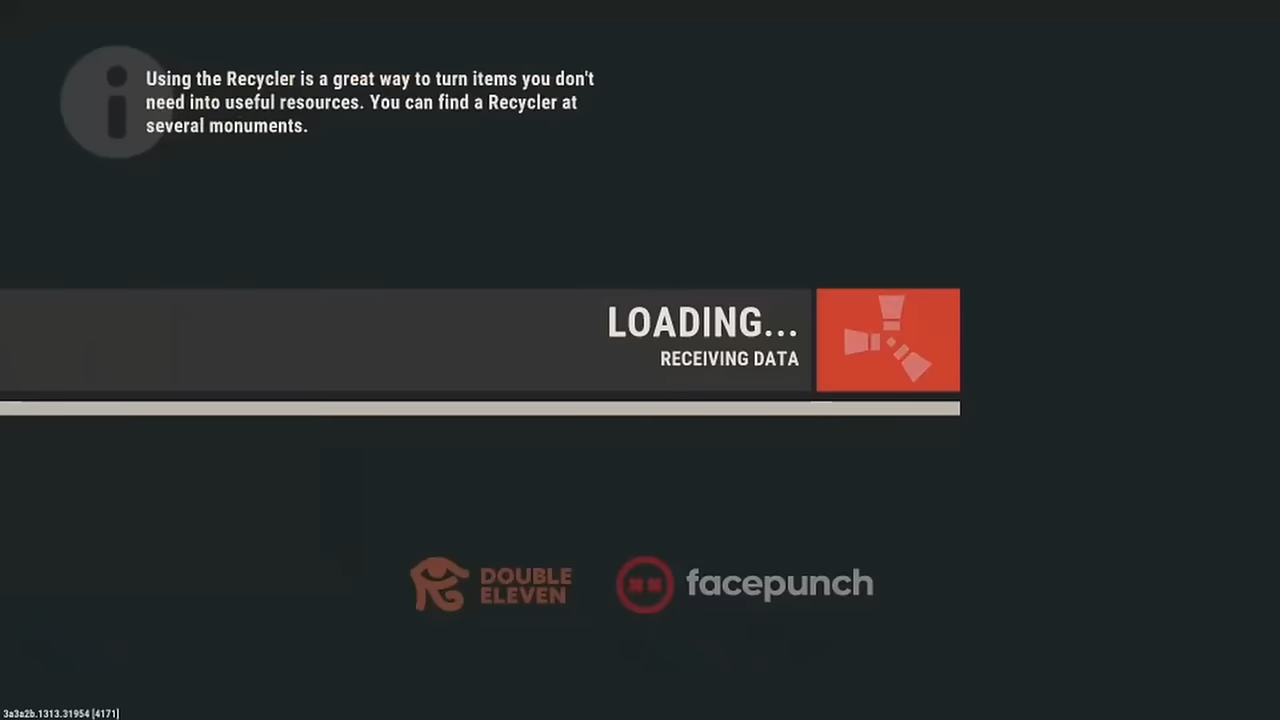 Using the Recycler is a great way to turn items you don't
need into useful resources. You can find a Recycler at
several monuments.
LOADING...
RECEIVING DATA
DOUBLE
ELEVEN
facepunch
3a3a2b.1313.31954 [4171]